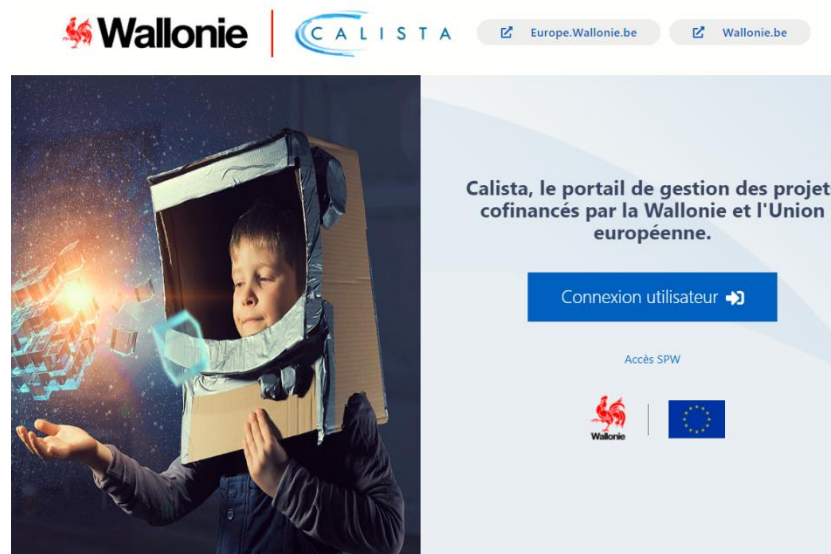 Wallonie
CALISTA
Europe.Wallonie.be
Wallonie.be
Calista, le portail de gestion des projet
cofinancés par la Wallonie et l'Union
européenne.
Connexion utilisateur
Accès SPW
Wallonie